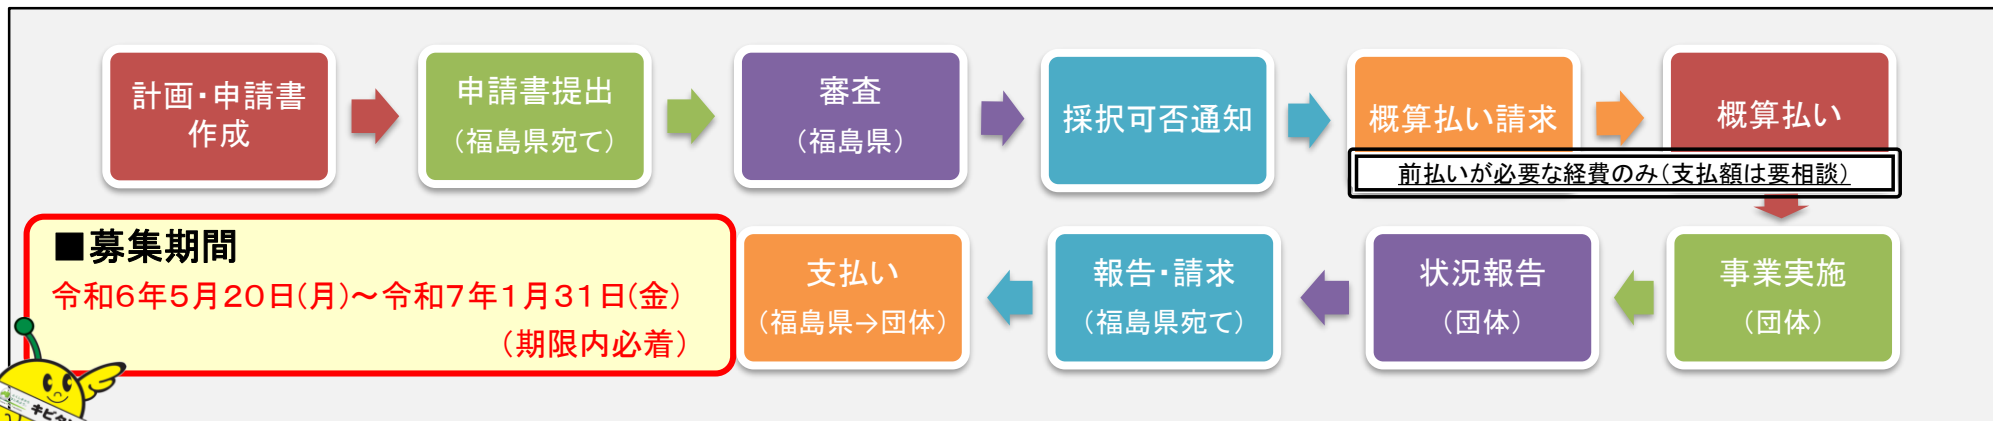 計画・申請書
作成
申請書提出
（福島県宛て）
審査
（福島県）
採択可否通知
概算払い請求
概算払い
前払いが必要な経費のみ（支払額は要相談）
事業実施
（団体）
状況報告
（団体）
報告・請求
（福島県宛て）
支払い
（福島県→団体）
■募集期間
令和６年５月２０日(月)～令和７年１月３１日(金)
（期限内必着）